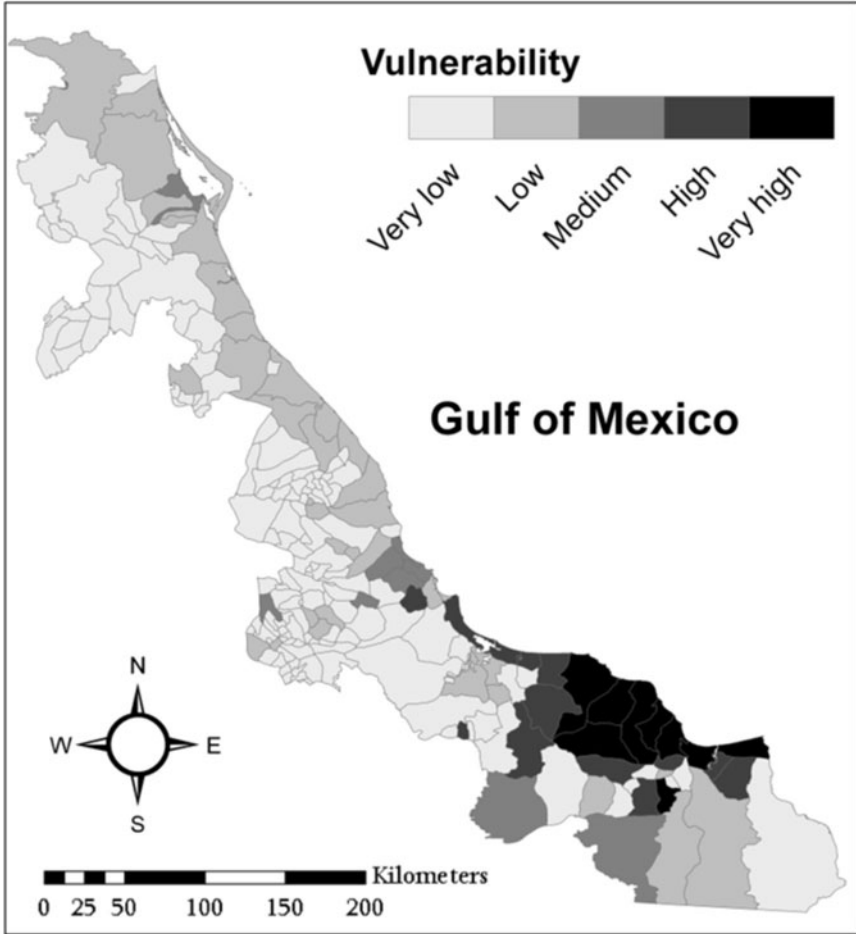 Vulnerability
Very low
Low
Medium
High
Very high
Gulf of Mexico
N
W E
S
Kilometers
0 25 50 100 150 200